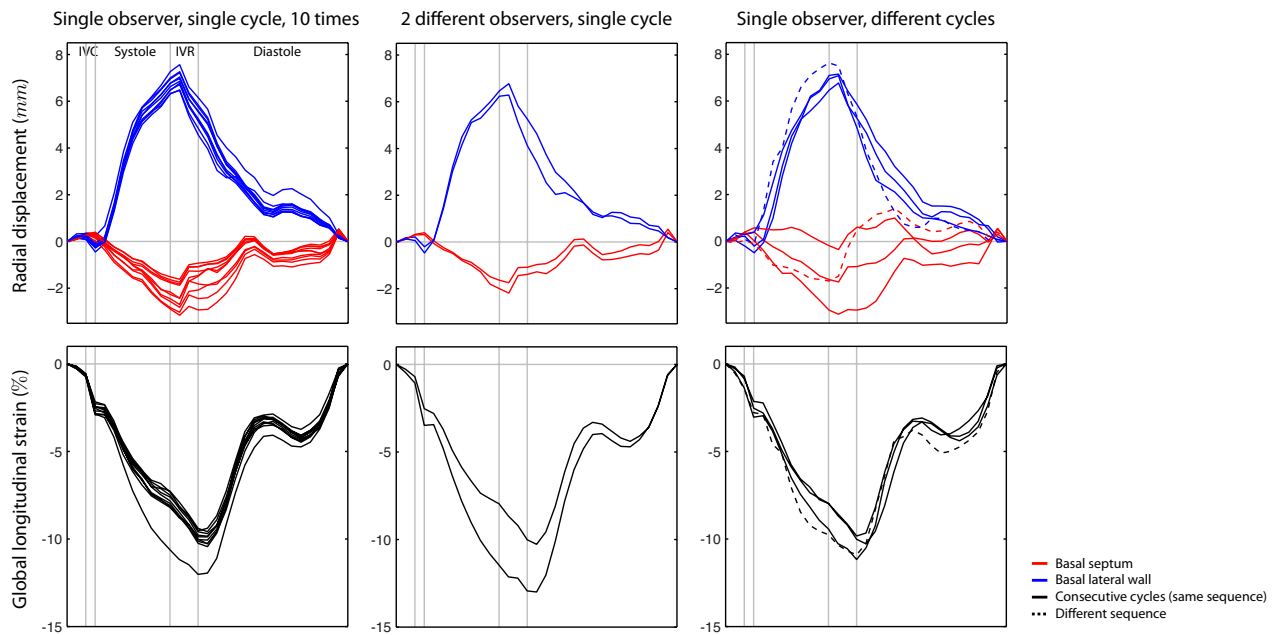 Single observer, single cycle, 10 times
2 different observers, single cycle
Single observer, different cycles
IVC
Systole
IVR
Diastole
Radial displacement (mm)
8
6
4
2
0
−2
8
6
4
2
0
−2
8
6
4
2
0
−2
Global longitudinal strain (%)
0
-5
-10
-15
0
-5
-10
-15
0
-5
-10
-15
Basal septum
Basal lateral wall
Consecutive cycles (same sequence)
Different sequence